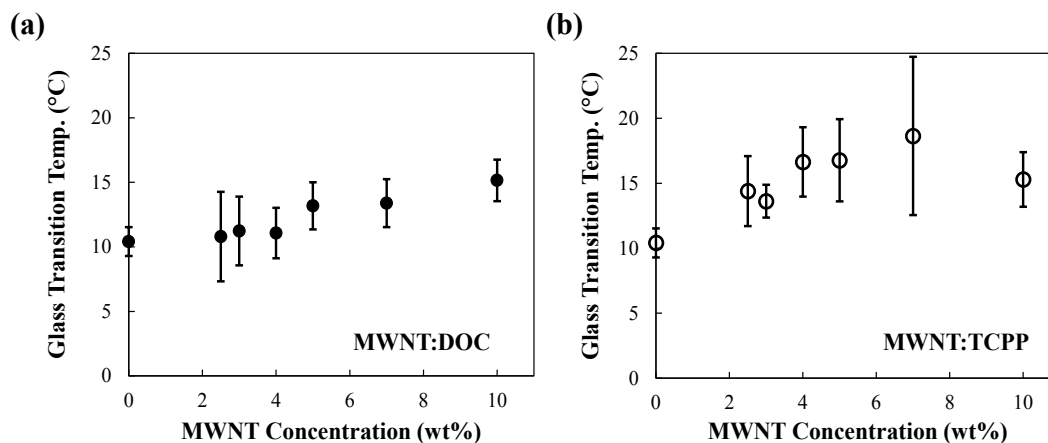 (a)
25
20
15
10
5
0
Glass Transition Temp. (°C)
MWNT:DOC
0 2 4 6 8 10
MWNT Concentration (wt%)
(b)
25
20
15
10
5
0
Glass Transition Temp. (°C)
MWNT:TCPP
0 2 4 6 8 10
MWNT Concentration (wt%)